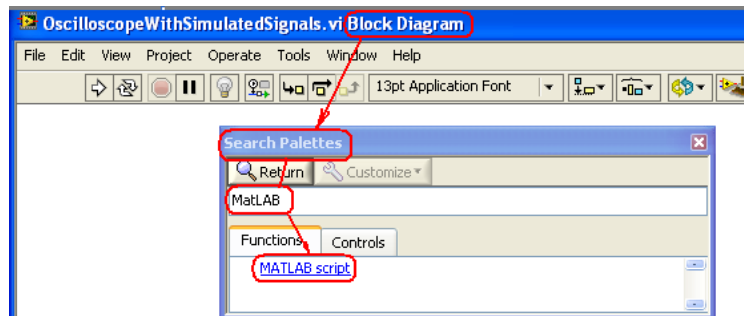 OscilloscopeWithSimulatedSignals.vi Block Diagram
File Edit View Project Operate Tools Window Help
13pt Application Font
Search Palettes
Return Customize
MatLAB
Functions Controls
MATLAB script